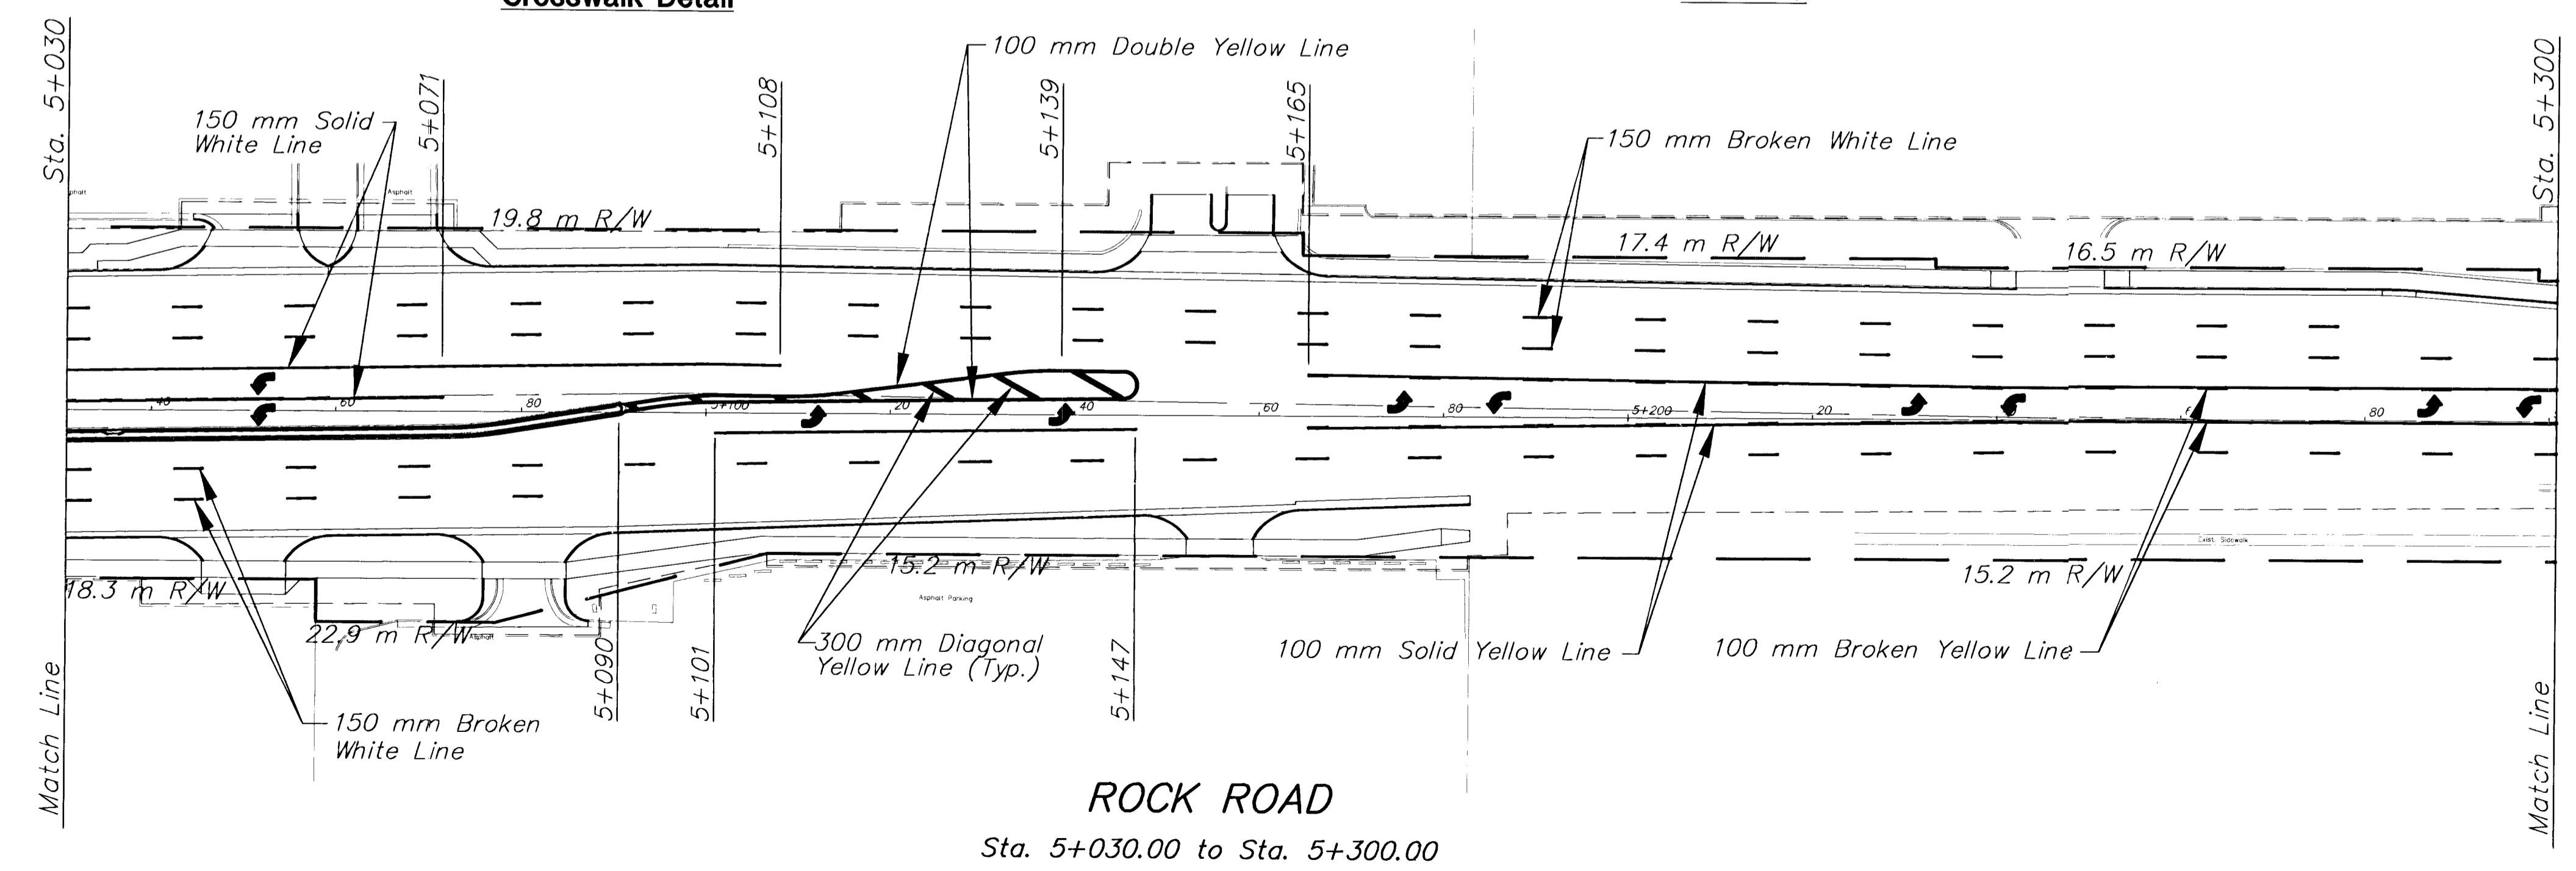 Crosswalk Detail
Sta. 5+030
5+071
5+108
5+139
5+165
Sta. 5+300
100 mm Double Yellow Line
150 mm Solid
White Line
150 mm Broken White Line
Asphalt
19.8 m R/W
17.4 m R/W
16.5 m R/W
40
60
80
5+100
20
40
60
80
5+200
20
80
Exist. Sidewalk
18.3 m R/W
22.9 m R/W
Asphalt
15.2 m R/W
Asphalt Parking
15.2 m R/W
5+090
5+101
5+147
300 mm Diagonal
Yellow Line (Typ.)
100 mm Solid Yellow Line
100 mm Broken Yellow Line
150 mm Broken
White Line
Match Line
Match Line
ROCK ROAD
Sta. 5+030.00 to Sta. 5+300.00